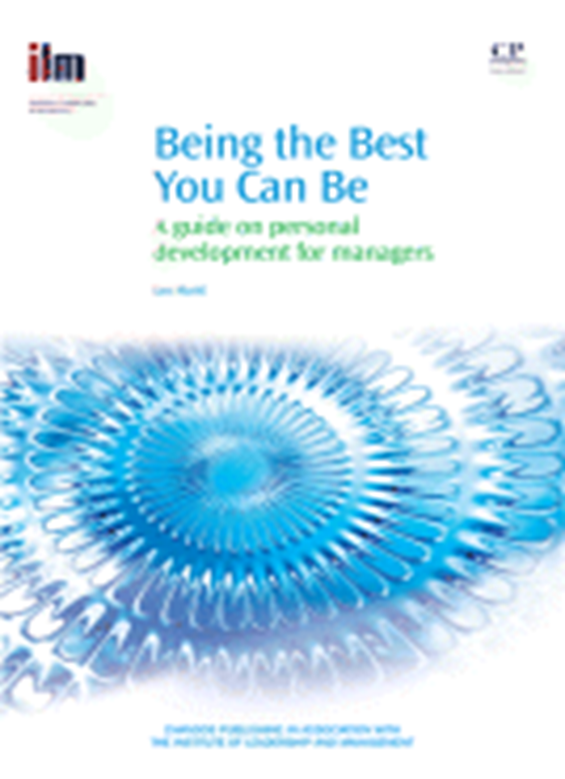 ilm
CP
Being the Best
You Can Be
A guide on personal
development for managers
CHANDOS PUBLISHING IN ASSOCIATION WITH
THE INSTITUTE OF LEADERSHIP AND MANAGEMENT